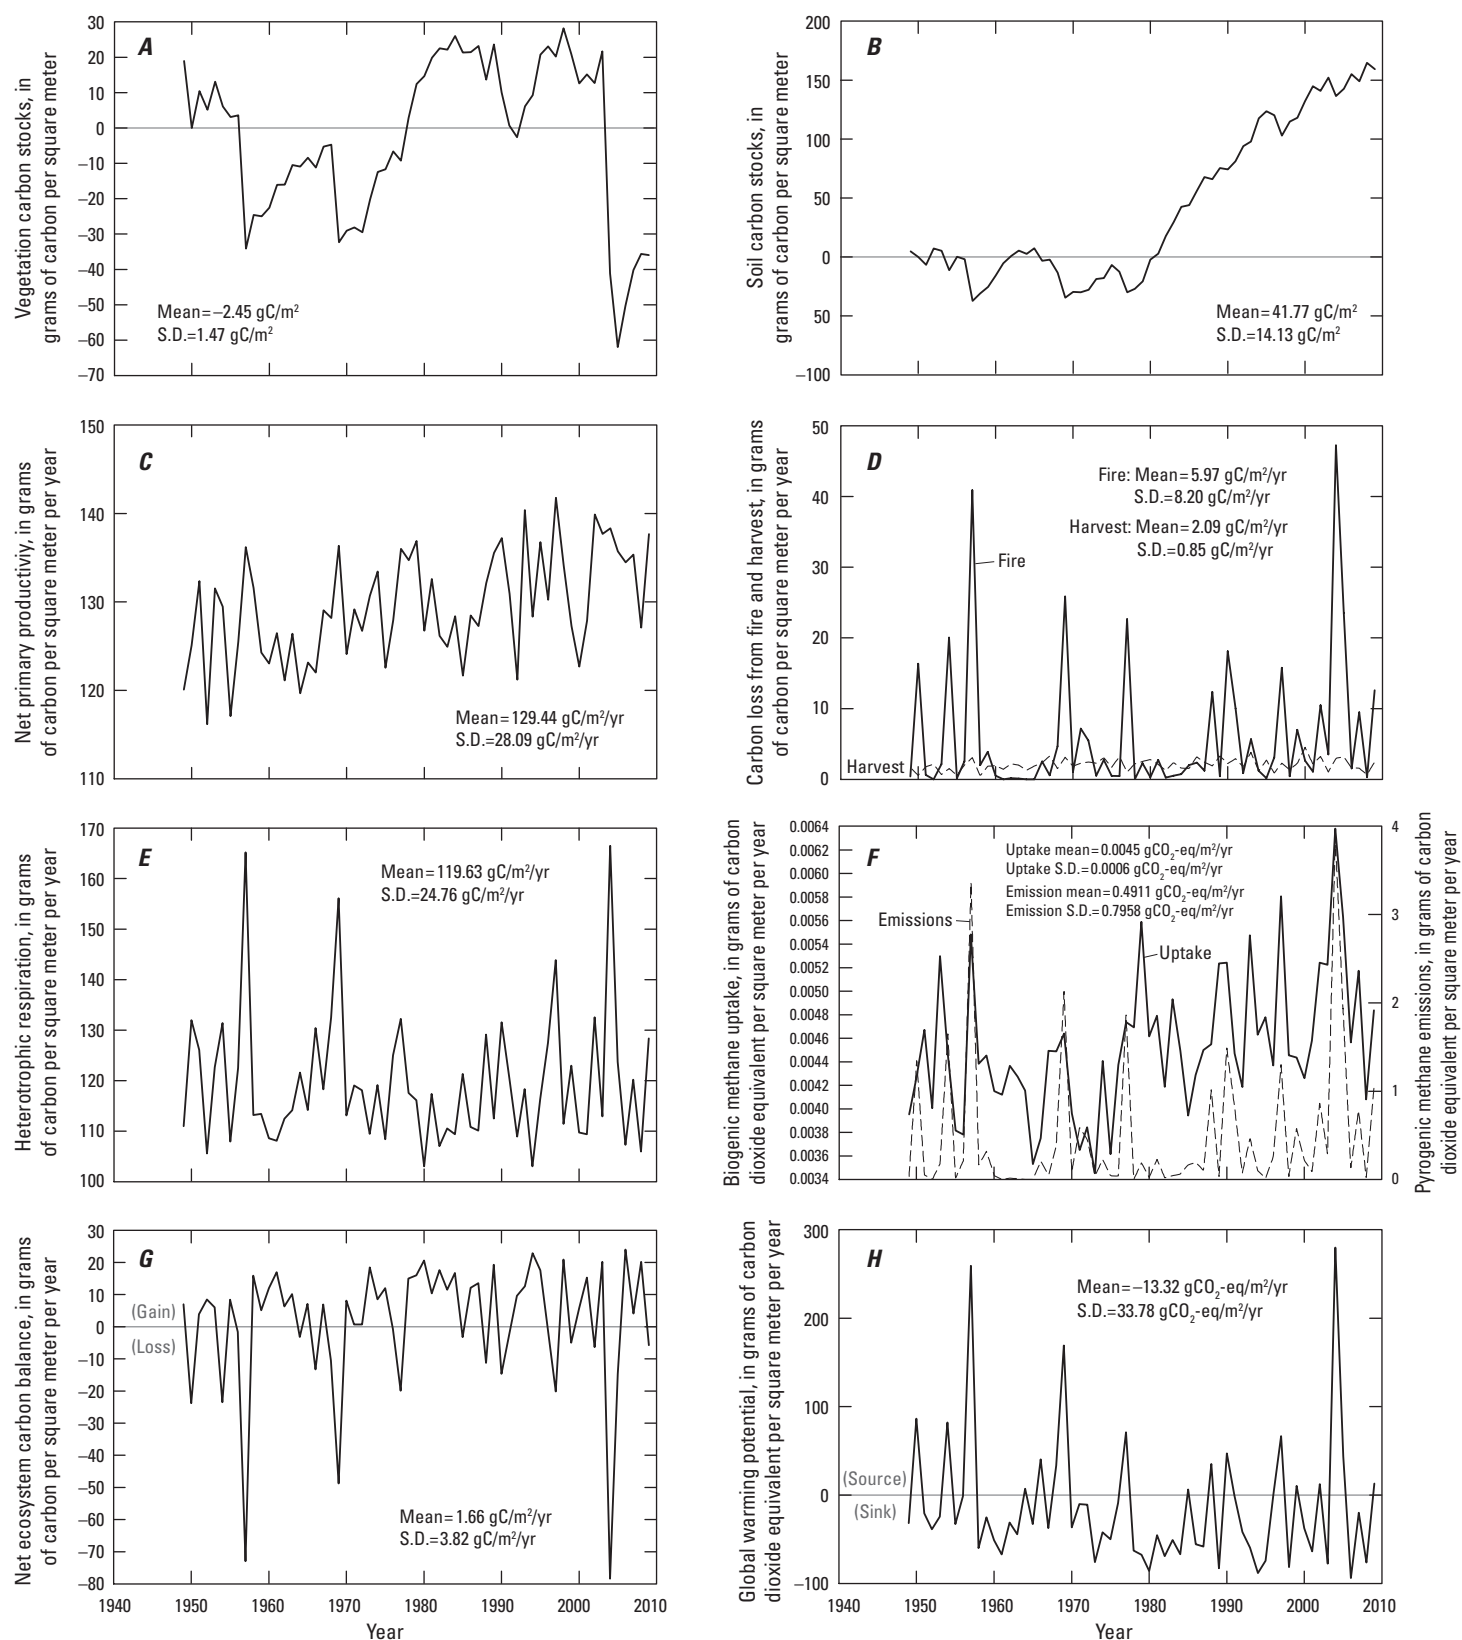 A
Vegetation carbon stocks, in
grams of carbon per square meter
30
20
10
0
–10
–20
–30
–40
–50
–60
–70
Mean=–2.45 gC/m²
S.D.=1.47 gC/m²
B
Soil carbon stocks, in
grams of carbon per square meter
200
150
100
50
0
50
–100
Mean=41.77 gC/m²
S.D.=14.13 gC/m²
C
Net primary productiviy, in grams
of carbon per square meter per year
150
140
130
120
110
Mean=129.44 gC/m²/yr
S.D.=28.09 gC/m²/yr
D
Carbon loss from fire and harvest, in grams
of carbon per square meter per year
50
40
30
20
10
0
Fire: Mean=5.97 gC/m²/yr
S.D.=8.20 gC/m²/yr
Harvest: Mean=2.09 gC/m²/yr
S.D.=0.85 gC/m²/yr
Fire
Harvest
E
Heterotrophic respiration, in grams
of carbon per square meter per year
170
160
150
140
130
120
110
100
Mean=119.63 gC/m²/yr
S.D.=24.76 gC/m²/yr
F
Biogenic methane uptake, in grams of carbon
dioxide equivalent per square meter per year
0.0064
0.0062
0.0060
0.0058
0.0056
0.0054
0.0052
0.0050
0.0048
0.0046
0.0044
0.0042
0.0040
0.0038
0.0036
0.0034
Uptake mean=0.0045 gCO₂-eq/m²/yr
Uptake S.D.=0.0006 gCO₂-eq/m²/yr
Emission mean=0.4911 gCO₂-eq/m²/yr
Emission S.D.=0.7958 gCO₂-eq/m²/yr
Emissions
Uptake
4
3
2
1
0
Pyrogenic methane emissions, in grams of carbon
dioxide equivalent per square meter per year
G
Net ecosystem carbon balance, in grams
of carbon per square meter per year
30
20
10
0
–10
–20
–30
–40
–50
–60
–70
–80
(Gain)
(Loss)
Mean=1.66 gC/m²/yr
S.D.=3.82 gC/m²/yr
1940
1950
1960
1970
1980
1990
2000
2010
Year
H
Global warming potential, in grams of carbon
dioxide equivalent per square meter per year
300
200
100
0
–100
(Source)
(Sink)
Mean=–13.32 gCO₂-eq/m²/yr
S.D.=33.78 gCO₂-eq/m²/yr
1940
1950
1960
1970
1980
1990
2000
2010
Year